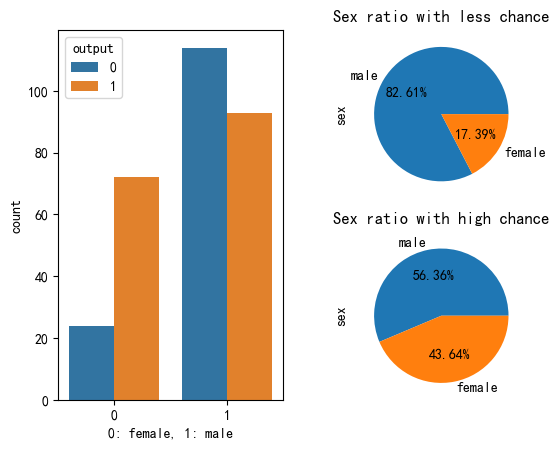 output
0
1
100
80
60
40
20
0
count
0
1
0: female, 1: male
Sex ratio with less chance
male
82.61%
17.39%
female
sex
Sex ratio with high chance
male
56.36%
43.64%
female
sex